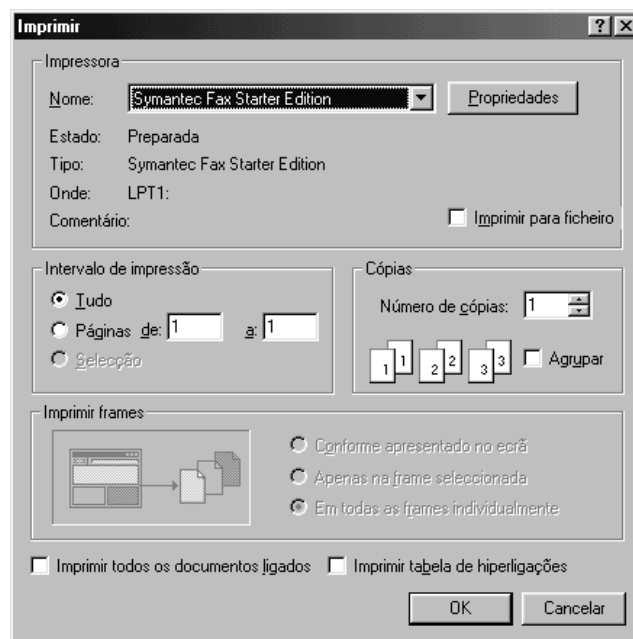 Imprimir
Impressora
Nome: Symantec Fax Starter Edition Propriedades
Estado: Preparada
Tipo: Symantec Fax Starter Edition
Onde: LPT1:
Comentário: Imprimir para ficheiro
Intervalo de impressão
Tudo
Páginas de: 1 a: 1
Selecção
Cópias
Número de cópias: 1
1 1 2 2 3 3 Agrupar
Imprimir frames
Conforme apresentado no ecrã
Apenas na frame seleccionada
Em todas as frames individualmente
Imprimir todos os documentos ligados Imprimir tabela de hiperligações
OK Cancelar